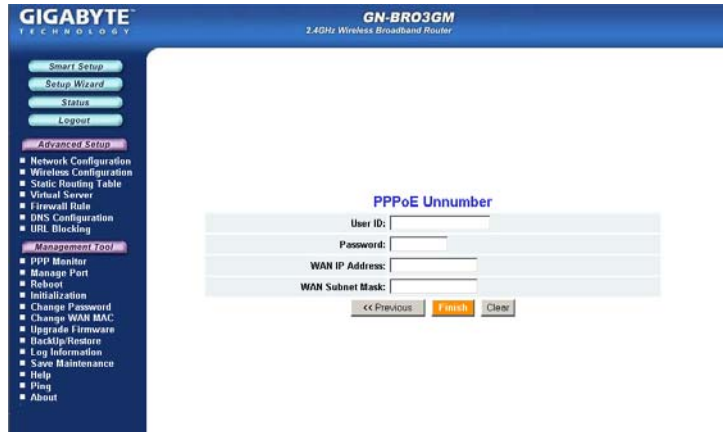 GIGABYTE
TECHNOLOGY
GN-BRO3GM
2.4GHz Wireless Broadband Router
Smart Setup
Setup Wizard
Status
Logout
Advanced Setup
Network Configuration
Wireless Configuration
Static Routing Table
Virtual Server
Firewall Rule
DNS Configuration
URL Blocking
Management Tool
PPP Monitor
Manage Port
Reboot
Initialization
Change Password
Change WAN MAC
Upgrade Firmware
BackUp/Restore
Log Information
Save Maintenance
Help
Ping
About
PPPoE Unnumber
User ID:
Password:
WAN IP Address:
WAN Subnet Mask:
<< Previous Finish Clear